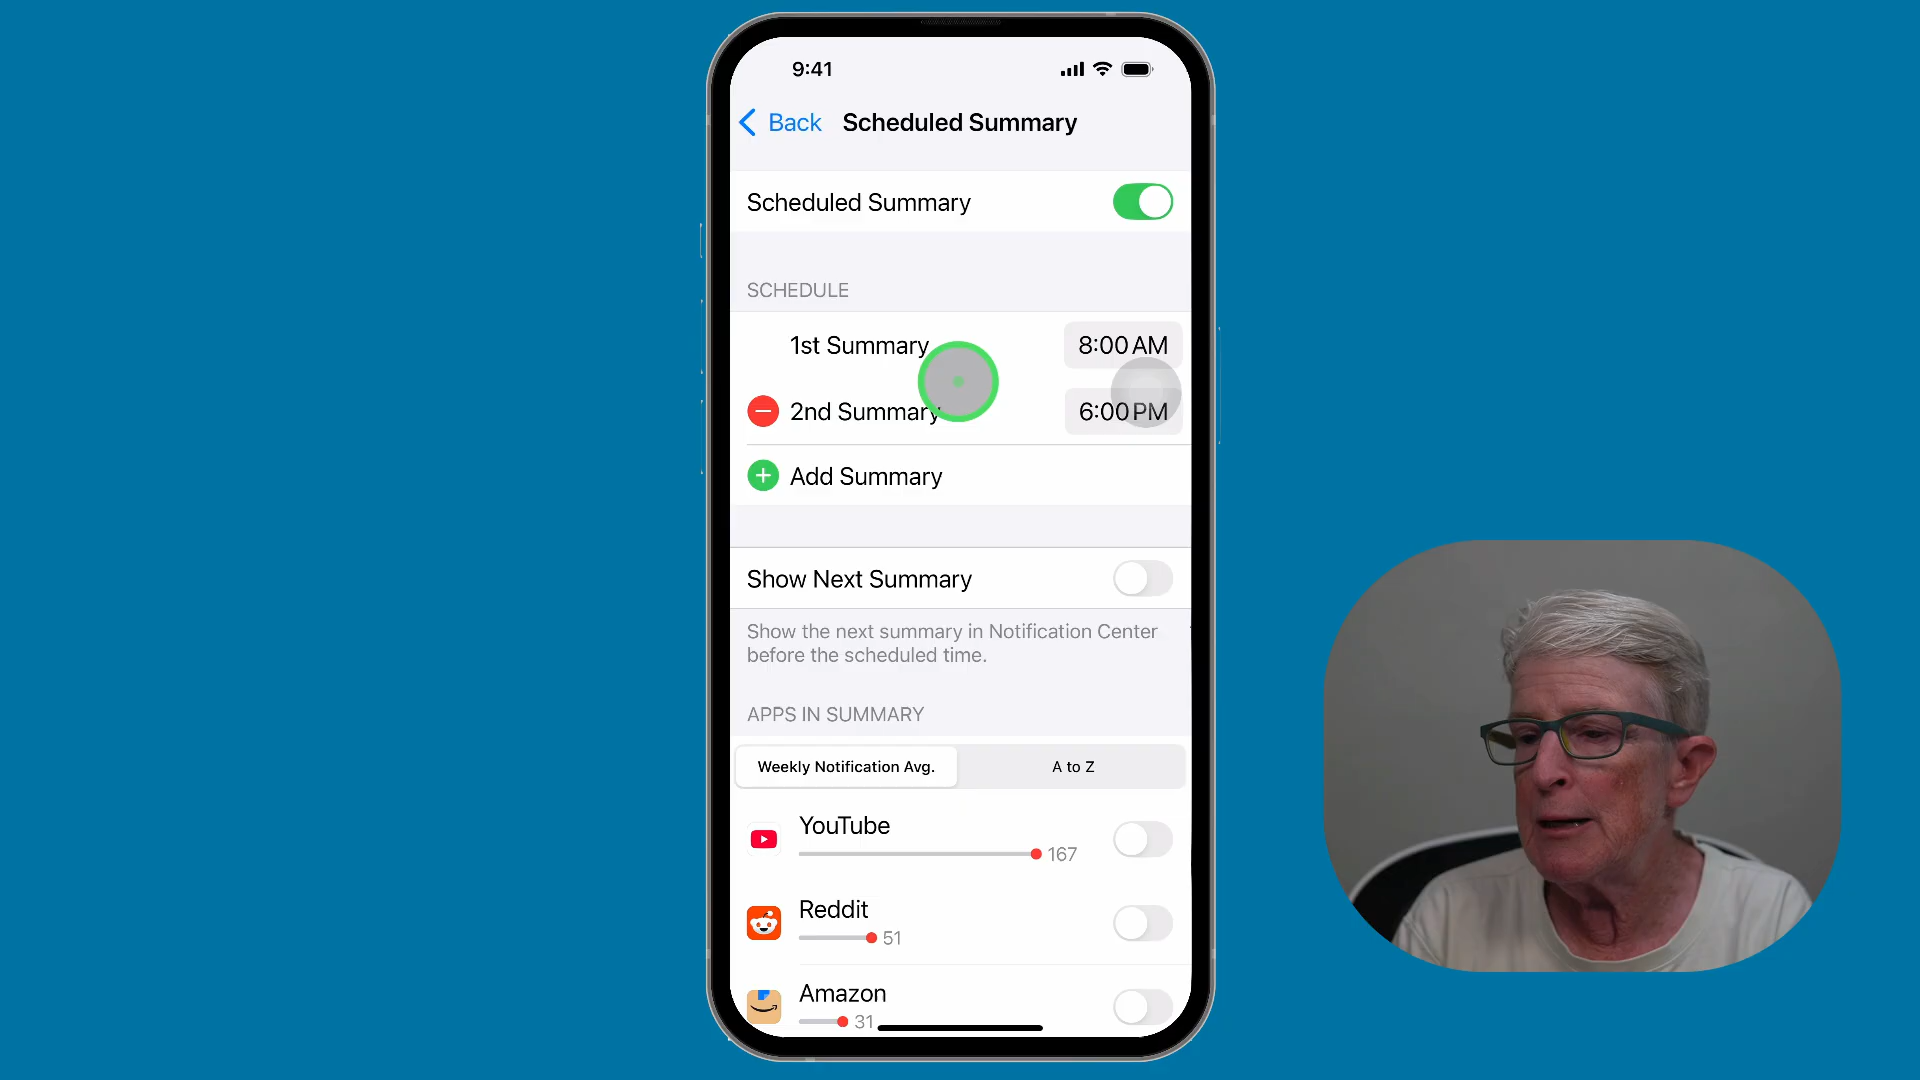 9:41
Back Scheduled Summary
Scheduled Summary
SCHEDULE
1st Summary 8:00 AM
2nd Summary 6:00 PM
Add Summary
Show Next Summary
Show the next summary in Notification Center
before the scheduled time.
APPS IN SUMMARY
Weekly Notification Avg. A to Z
YouTube
167
Reddit
51
Amazon
31